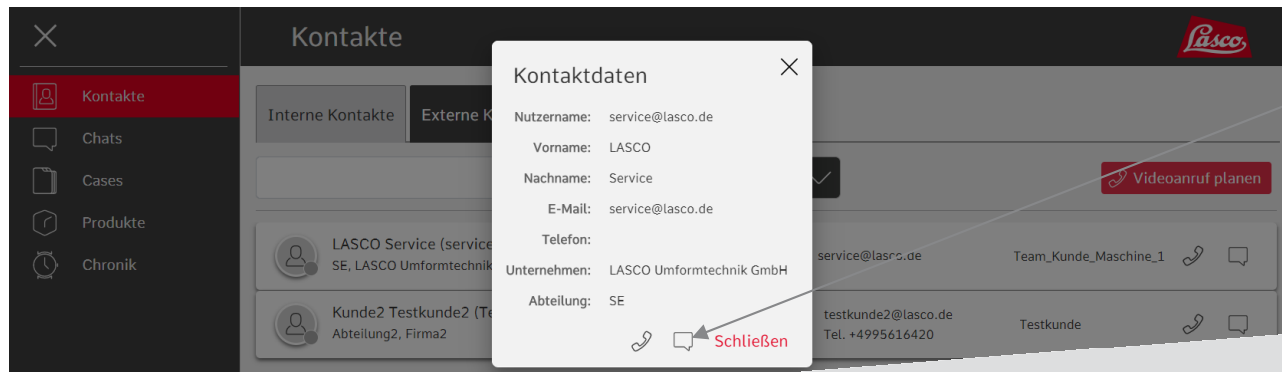 Kontakte
Lasco
Kontakte
Chats
Cases
Produkte
Chronik
Interne Kontakte
Externe K
Videoanruf planen
LASCO Service (service
SE, LASCO Umformtechnik
service@lasco.de
Team_Kunde_Maschine_1
Kunde2 Testkunde2 (Te
Abteilung2, Firma2
testkunde2@lasco.de
Tel. +4995616420
Testkunde
Kontaktdaten
Nutzername: service@lasco.de
Vorname: LASCO
Nachname: Service
E-Mail: service@lasco.de
Telefon:
Unternehmen: LASCO Umformtechnik GmbH
Abteilung: SE
Schließen